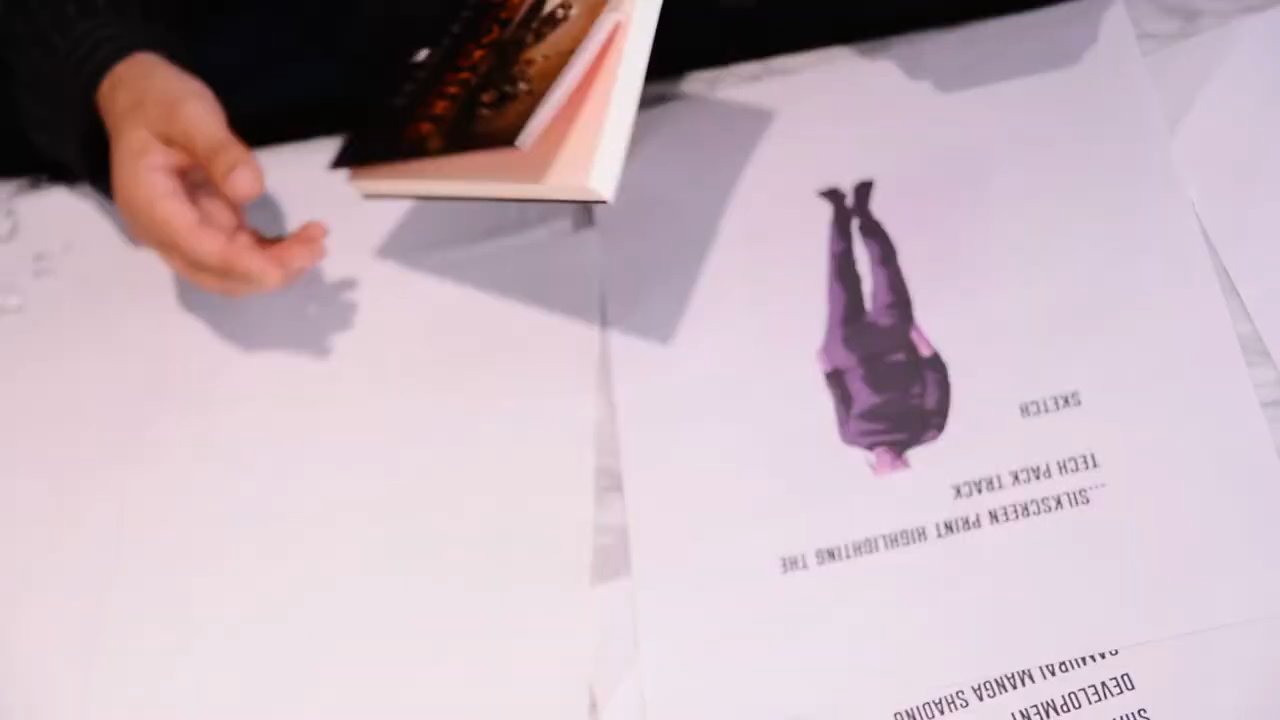 ...SILKSCREEN PRINT HIGHLIGHTING THE
TECH PACK TRACK
SKETCH
DEVELOPMENT
SAMURAI MANGA SHADING